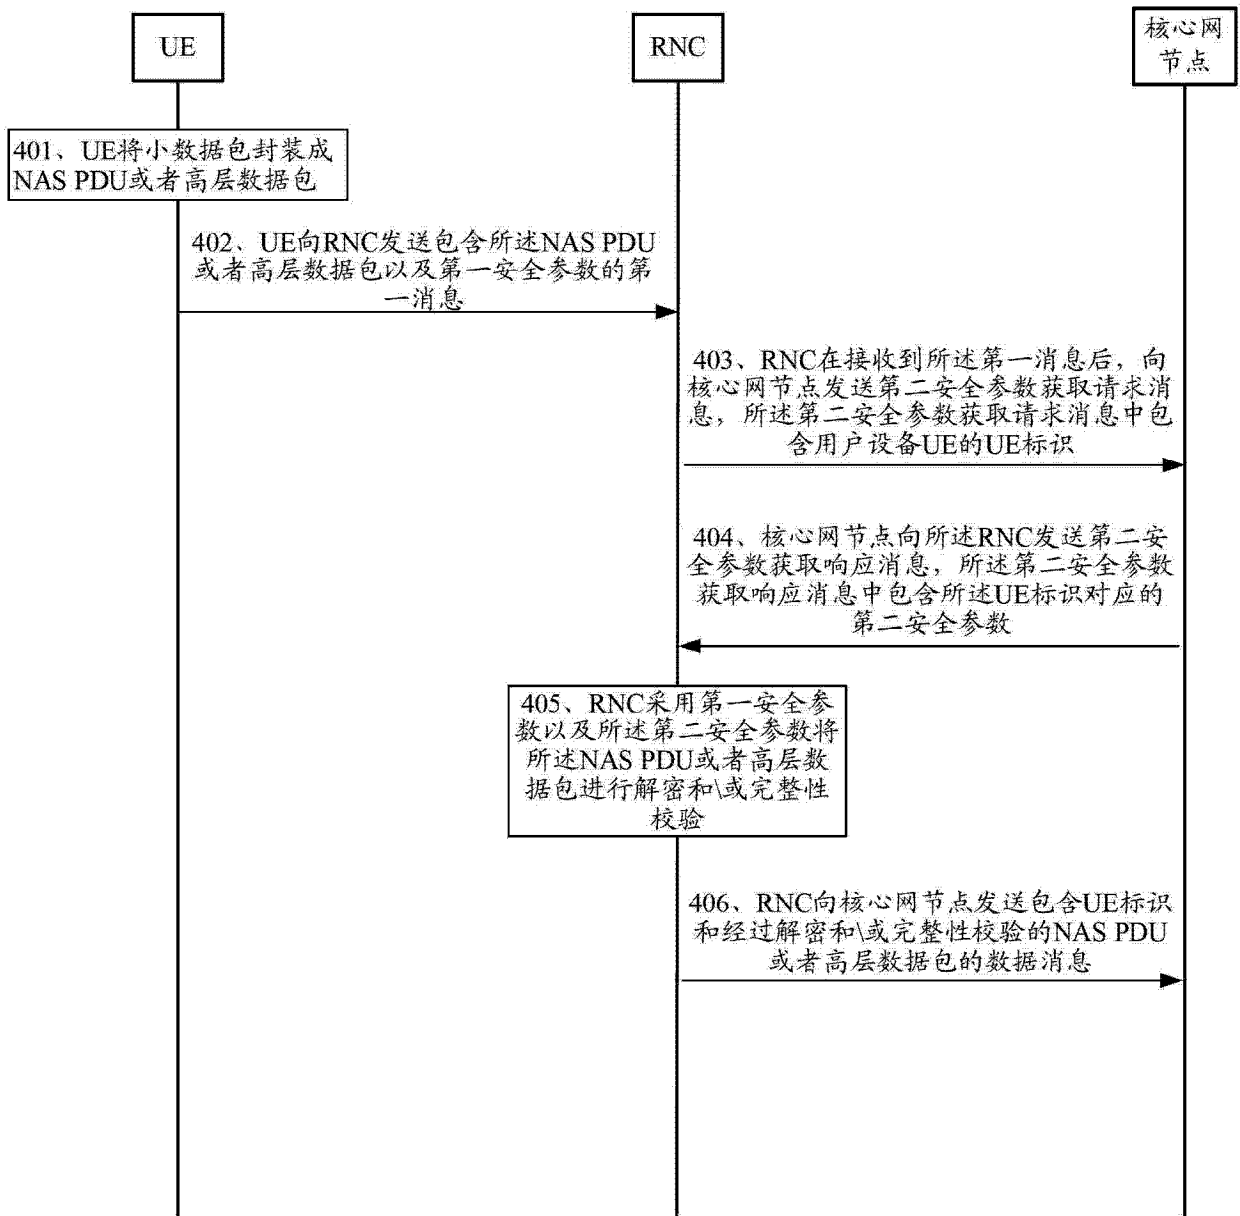 UE
RNC
核心网
节点
401、UE将小数据包封装成
NAS PDU或者高层数据包
402、UE向RNC发送包含所述NAS PDU
或者高层数据包以及第一安全参数的第
一消息
403、RNC在接收到所述第一消息后，向
核心网节点发送第二安全参数获取请求消
息，所述第二安全参数获取请求消息中包
含用户设备UE的UE标识
404、核心网节点向所述RNC发送第二安
全参数获取响应消息，所述第二安全参数
获取响应消息中包含所述UE标识对应的
第二安全参数
405、RNC采用第一安全参
数以及所述第二安全参数将
所述NAS PDU或者高层数
据包进行解密和\或完整性
校验
406、RNC向核心网节点发送包含UE标识
和经过解密和\或完整性校验的NAS PDU
或者高层数据包的数据消息